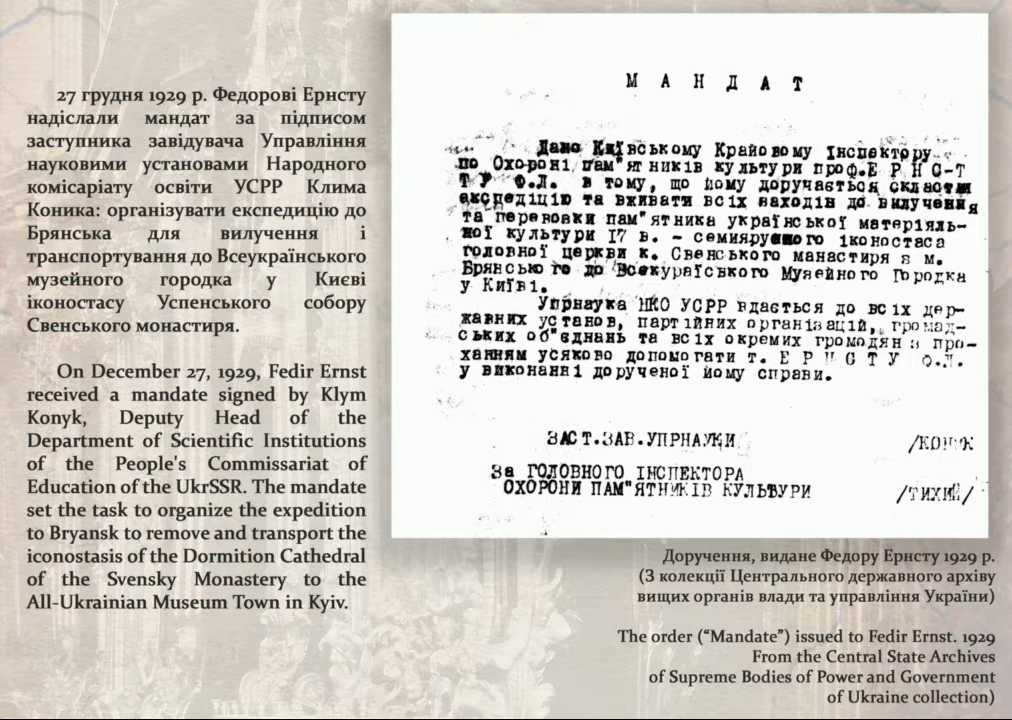 27 грудня 1929 р. Федорові Ернсту
надіслали мандат за підписом
заступника завідувача Управління
науковими установами Народного
комісаріату освіти УСРР Клима
Коника: організувати експедицію до
Брянська для вилучення і
транспортування до Всеукраїнського
музейного городка у Києві
іконостасу Успенського собору
Свенського монастиря.
On December 27, 1929, Fedir Ernst
received a mandate signed by Klym
Konyk, Deputy Head of the
Department of Scientific Institutions
of the People's Commissariat of
Education of the UkrSSR. The mandate
set the task to organize the expedition
to Bryansk to remove and transport the
iconostasis of the Dormition Cathedral
of the Svensky Monastery to the
All-Ukrainian Museum Town in Kyiv.
М А Н Д А Т
Дано Київському Крайовому Інспектору
по Охороні пам"ятників культури проф.Е Р Н С-Т
Т У Ф.Л. в тому, що йому доручається скласти
експедіцію та вживати всіх заходів до вилучення
та перевозки пам"ятника української матеріяль-
ної культури 17 в. - семиярусного іконостаса
головної церкви к. Свенського манастиря в м.
Брянську го до Всекураїського Музейного Городка
у Київі.
Упрнаука НКО УСРР вдається до всіх дер-
жавних установ, партійних організацій, громад-
ських об"єднань та всіх окремих громодян з про-
ханням усяково допомогати т. Е Р Н С Т У Ф.Л.
у виконанні дорученої йому справи.
ЗАСТ.ЗАВ.УПРНАУКИ /КОНИК
За ГОЛОВНОГО ІНСПЕКТОРА
ОХОРОНИ ПАМ"ЯТНИКІВ КУЛЬТУРИ /ТИХИЙ/
Доручення, видане Федору Ернсту 1929 р.
(З колекції Центрального державного архіву
вищих органів влади та управління України)
The order (“Mandate”) issued to Fedir Ernst. 1929
From the Central State Archives
of Supreme Bodies of Power and Government
of Ukraine collection)